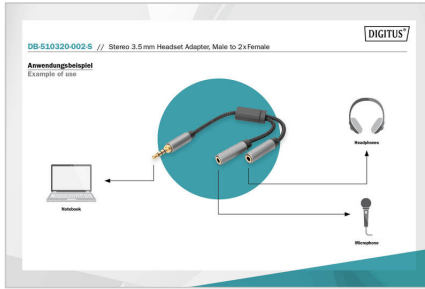 DIGITUS®
DB-510320-002-S // Stereo 3.5 mm Headset Adapter, Male to 2 x Female
Anwendungsbeispiel
Example of use
Headphones
Notebook
Microphone